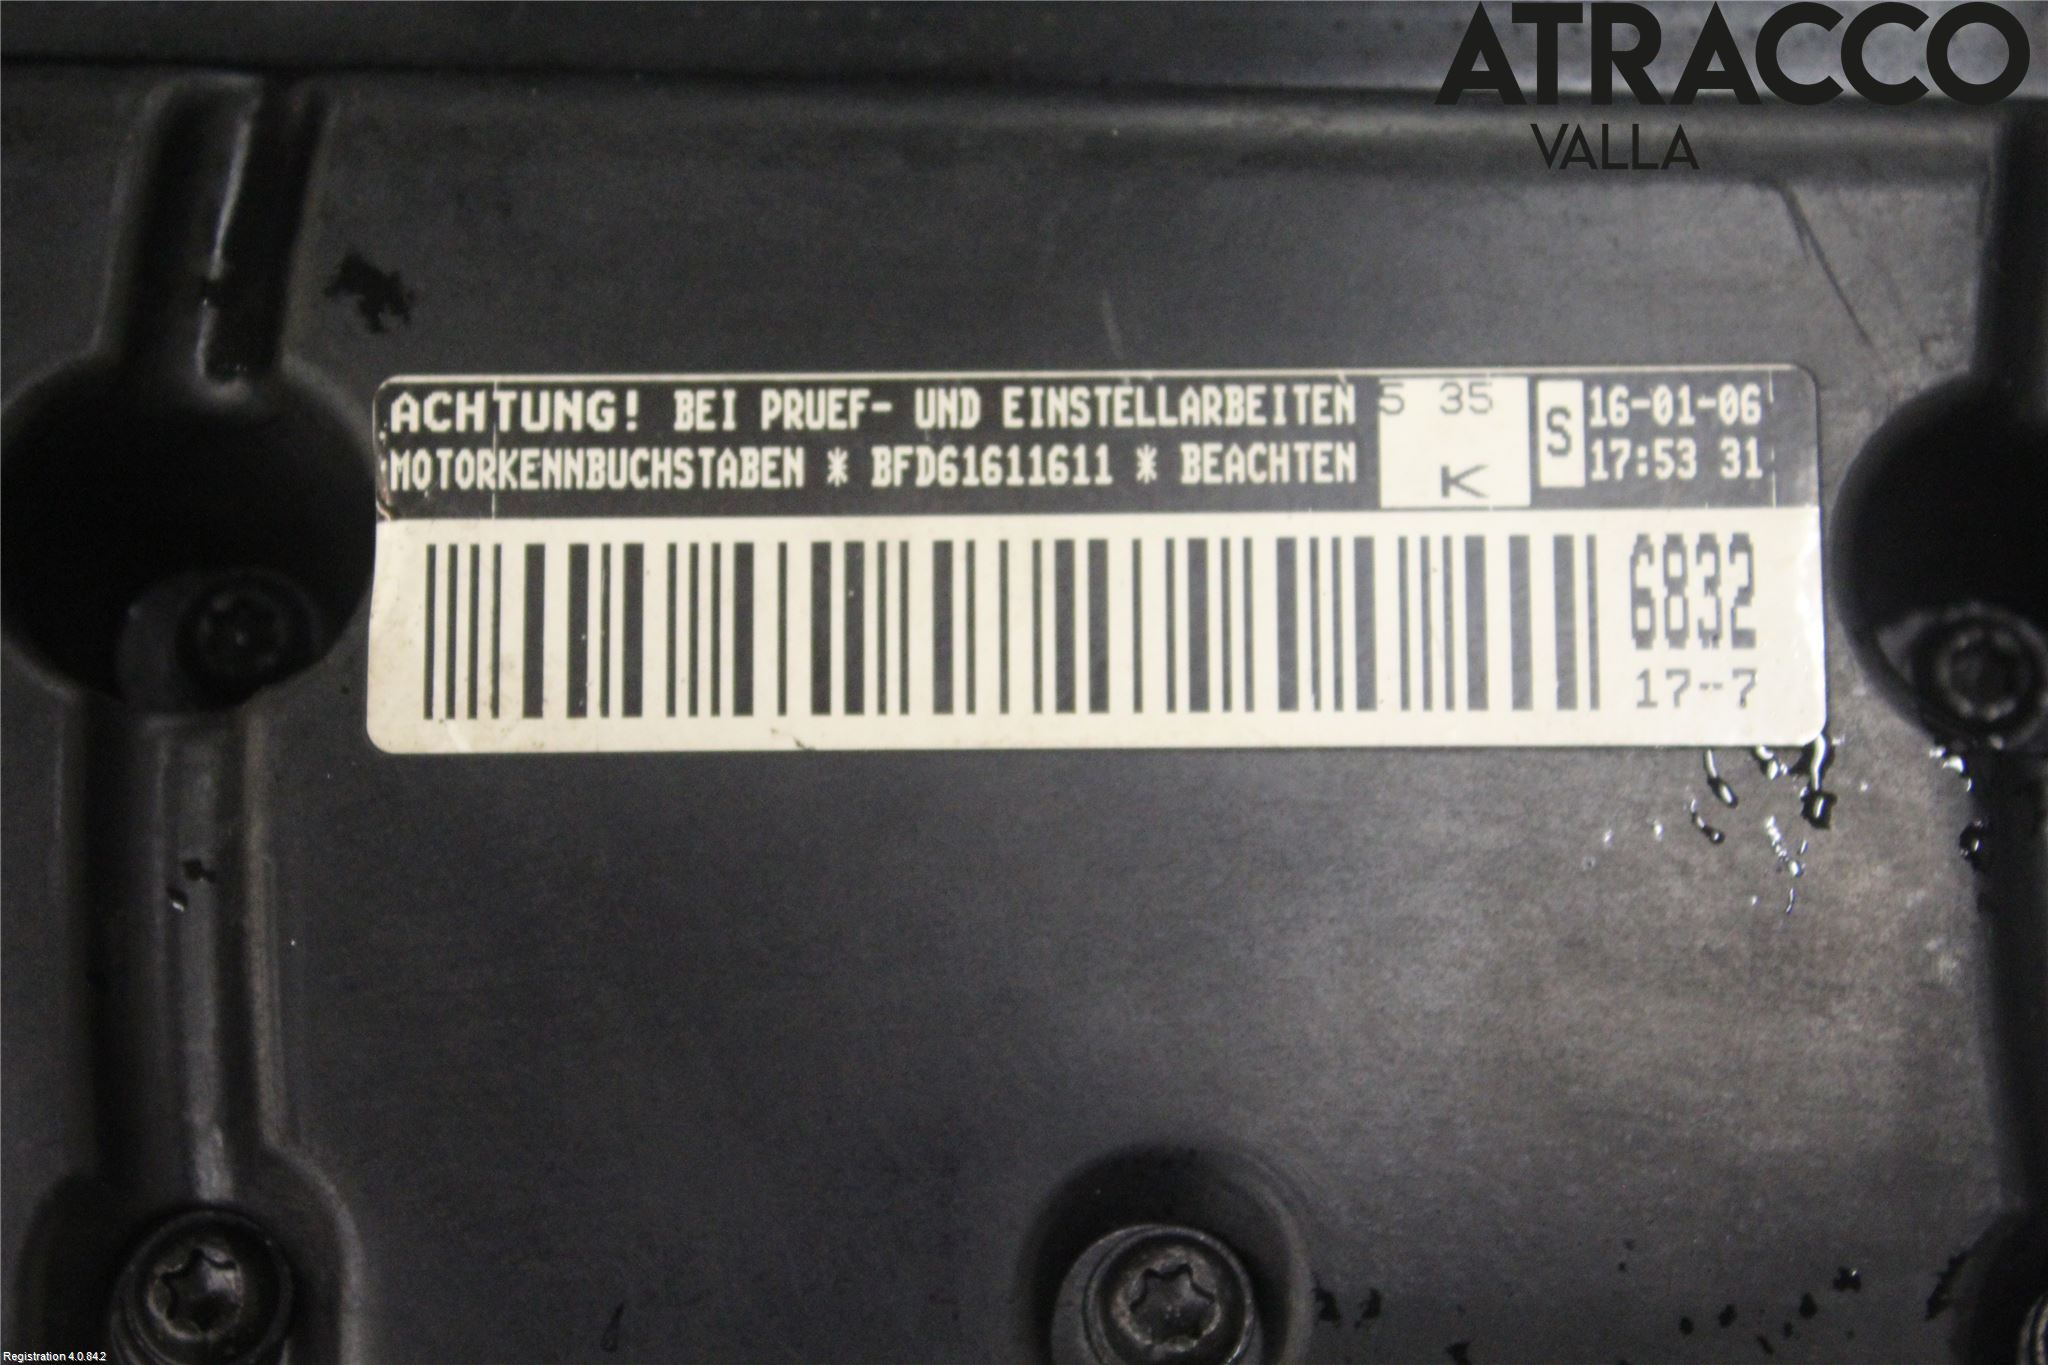 ATRACCO
VALLA
ACHTUNG! BEI PRUEF- UND EINSTELLARBEITEN 5 35 S 16-01-06
MOTORKENNBUCHSTABEN * BFD61611611 * BEACHTEN K 17:53 31
6832
17--7
Registration 4.0.84.2